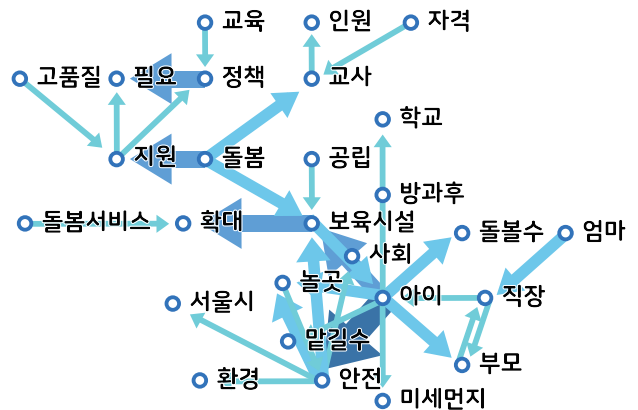 교육
인원
자격
고품질
필요
정책
교사
학교
지원
돌봄
공립
방과후
돌봄서비스
확대
보육시설
돌볼수
엄마
사회
놀곳
아이
직장
서울시
맡길수
부모
환경
안전
미세먼지